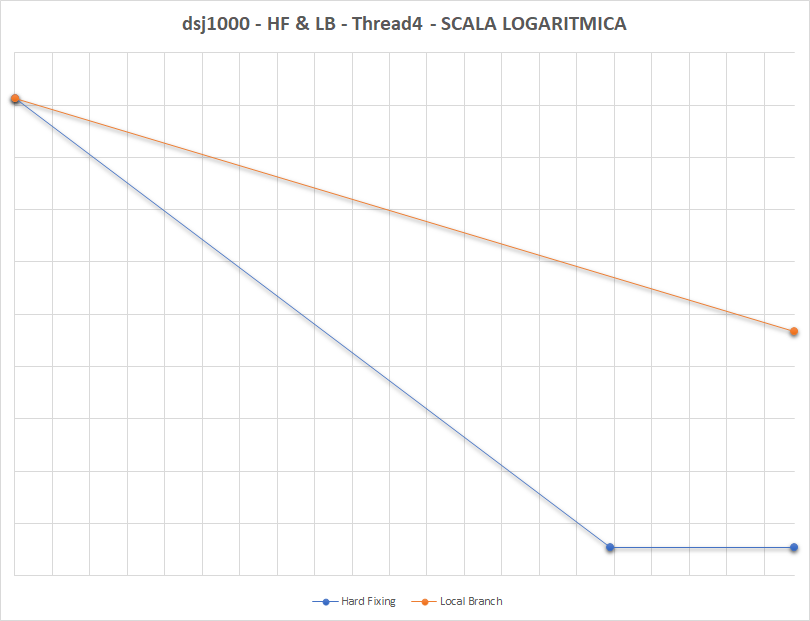 dsj1000 - HF & LB - Thread4 - SCALA LOGARITMICA
Hard Fixing Local Branch